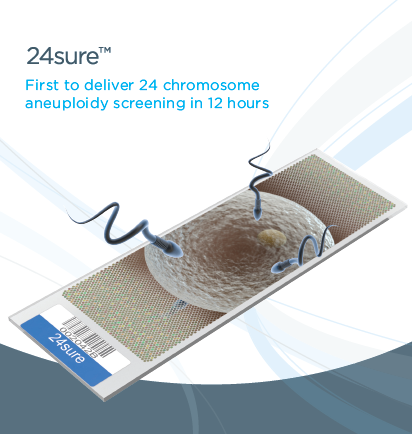 24sure™
First to deliver 24 chromosome
aneuploidy screening in 12 hours
24sure